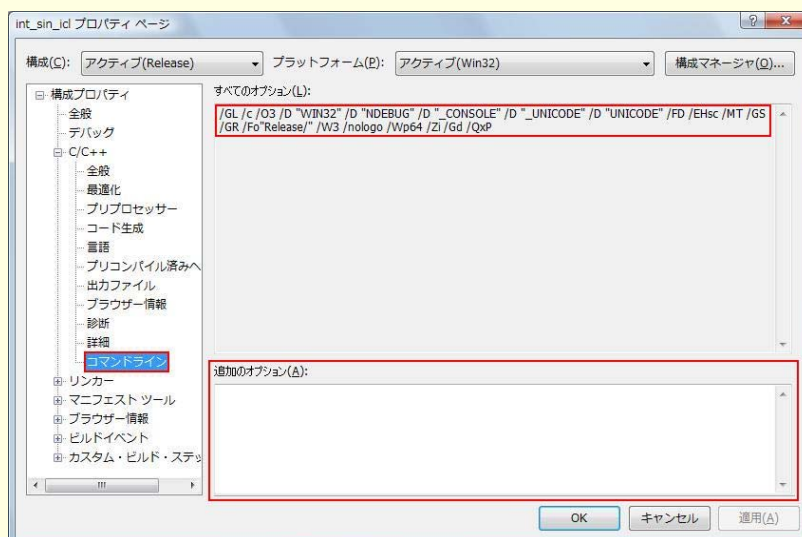 int_sin_icl プロパティ ページ
構成(C): アクティブ(Release) プラットフォーム(P): アクティブ(Win32) 構成マネージャ(O)...
構成プロパティ
全般
デバッグ
C/C++
全般
最適化
プリプロセッサー
コード生成
言語
プリコンパイル済みへ
出力ファイル
ブラウザー情報
診断
詳細
コマンドライン
リンカー
マニフェスト ツール
ブラウザー情報
ビルドイベント
カスタム・ビルド・ステッ
すべてのオプション(L):
/GL /c /O3 /D "WIN32" /D "NDEBUG" /D "_CONSOLE" /D "_UNICODE" /D "UNICODE" /FD /EHsc /MT /GS
/GR /Fo"Release/" /W3 /nologo /Wp64 /Zi /Gd /QxP
追加のオプション(A):
OK キャンセル 適用(A)